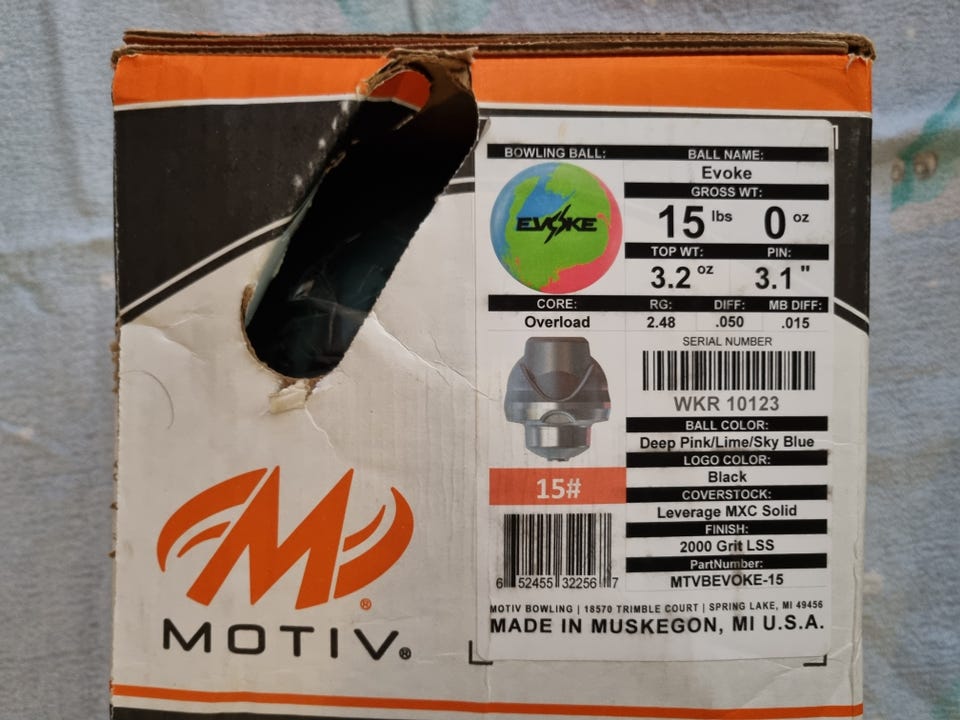 BOWLING BALL:
BALL NAME:
EVOKE
Evoke
GROSS WT:
15 lbs 0 oz
TOP WT: PIN:
3.2 oz 3.1 "
CORE: RG: DIFF: MB DIFF:
Overload 2.48 .050 .015
SERIAL NUMBER
WKR 10123
BALL COLOR:
Deep Pink/Lime/Sky Blue
LOGO COLOR:
Black
COVERSTOCK:
Leverage MXC Solid
FINISH:
2000 Grit LSS
PartNumber:
MTVBEVOKE-15
15#
6 52455 32256 7
MOTIV BOWLING | 18570 TRIMBLE COURT | SPRING LAKE, MI 49456
MADE IN MUSKEGON, MI U.S.A.
M®
MOTIV®